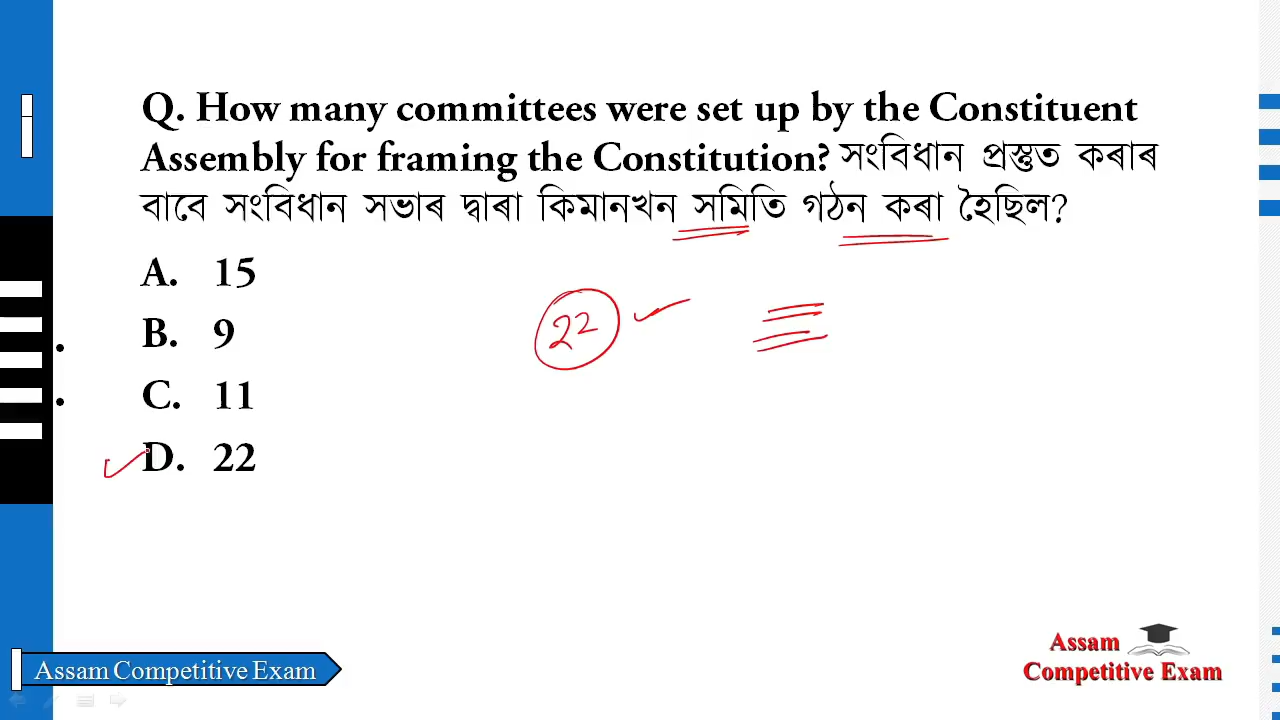 Q. How many committees were set up by the Constituent
Assembly for framing the Constitution? সংবিধান প্ৰস্তুত কৰাৰ
বাবে সংবিধান সভাৰ দ্বাৰা কিমানখন সমিতি গঠন কৰা হৈছিল?
A. 15
B. 9
C. 11
D. 22
22
Assam Competitive Exam
Assam
Competitive Exam